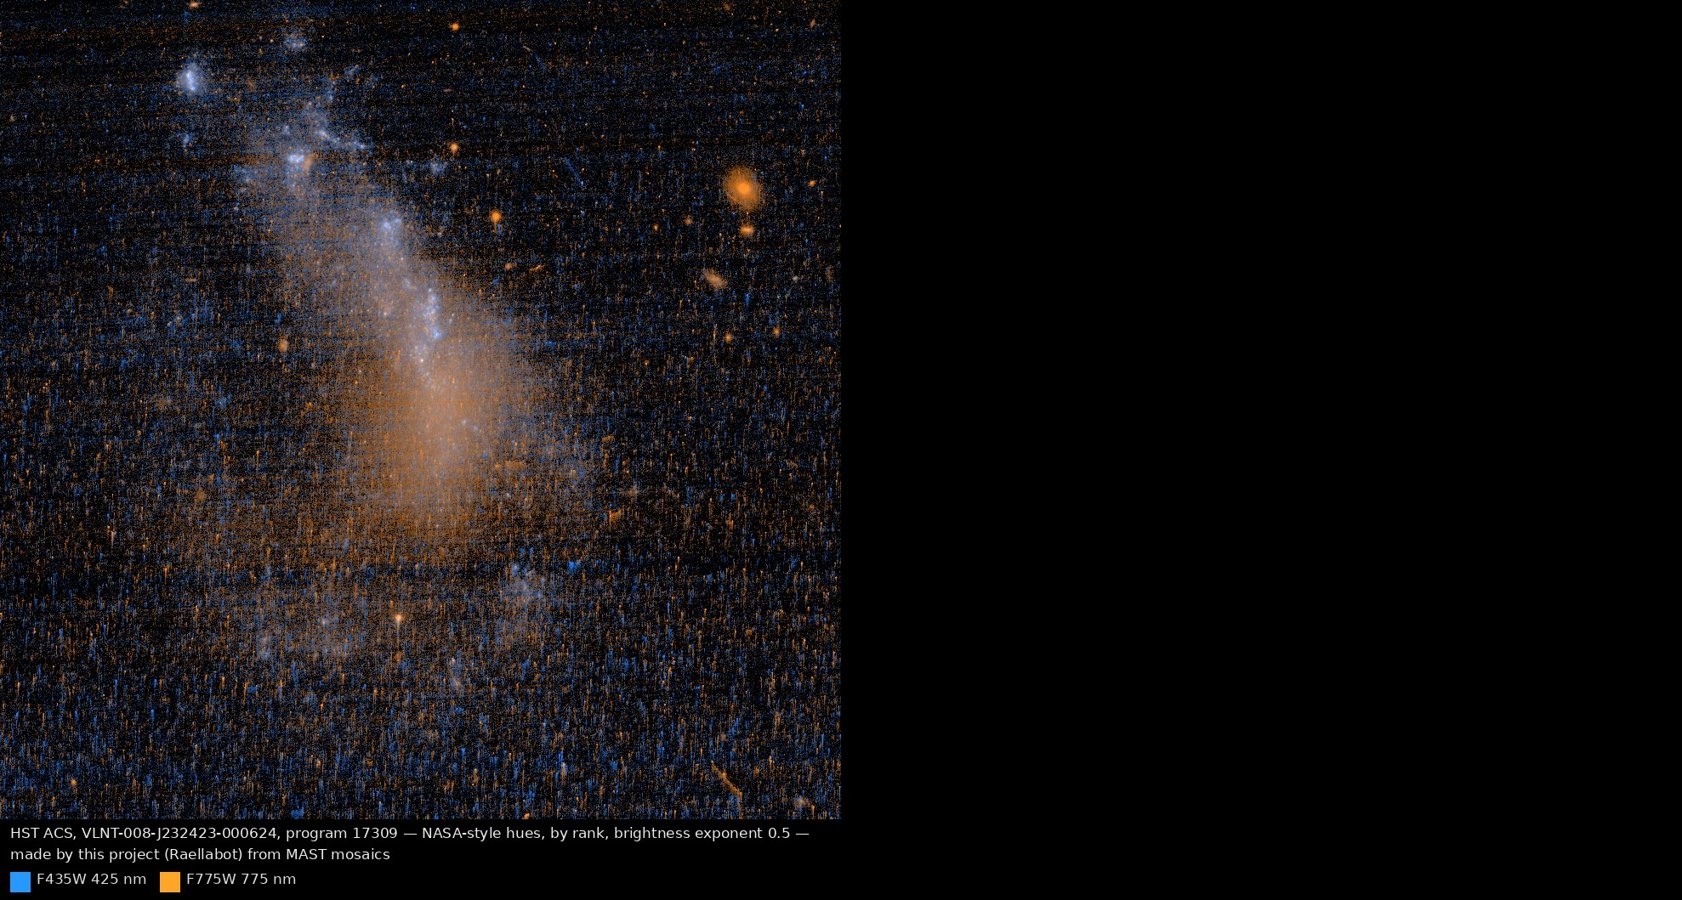 HST ACS, VLNT-008-J232423-000624, program 17309 — NASA-style hues, by rank, brightness exponent 0.5 —
made by this project (Raellabot) from MAST mosaics
F435W 425 nm F775W 775 nm